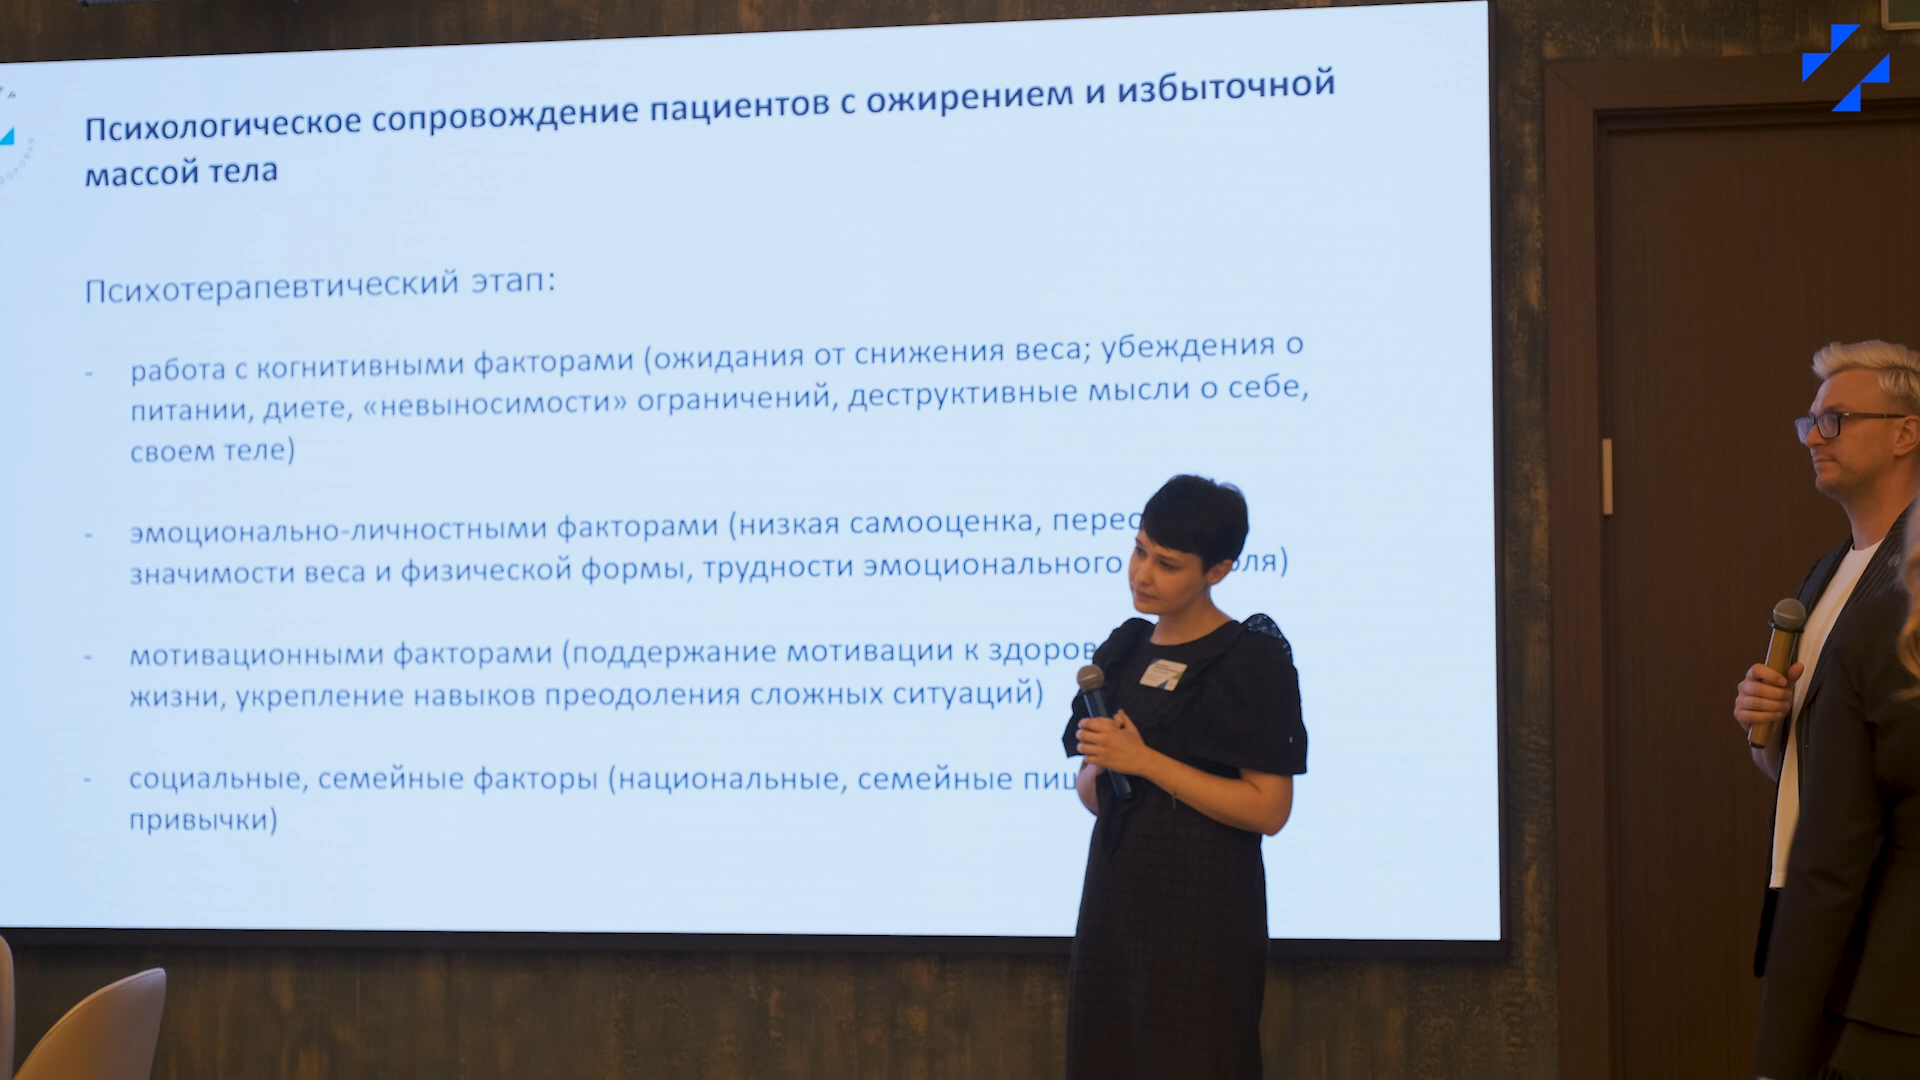 Психологическое сопровождение пациентов с ожирением и избыточной
массой тела
Психотерапевтический этап:
- работа с когнитивными факторами (ожидания от снижения веса; убеждения о
питании, диете, «невыносимости» ограничений, деструктивные мысли о себе,
своем теле)
- эмоционально-личностными факторами (низкая самооценка,
значимости веса и физической формы, трудности эмоционального
- мотивационными факторами (поддержание мотивации к
жизни, укрепление навыков преодоления сложных ситуаций)
- социальные, семейные факторы (национальные, семейные
привычки)